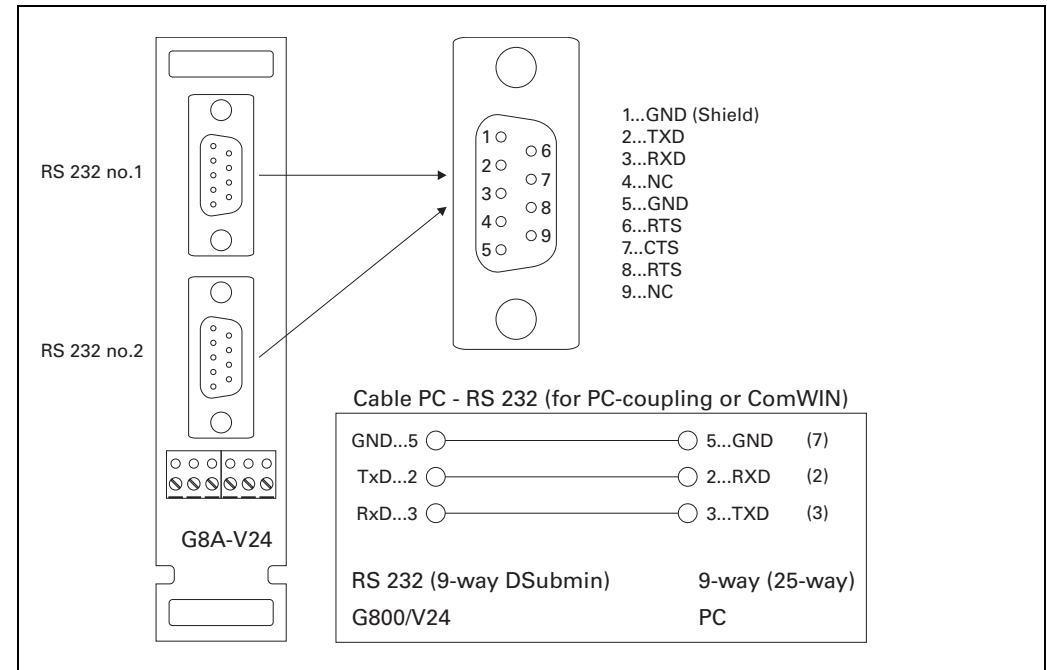 RS 232 no.1
RS 232 no.2
G8A-V24
1
2
3
4
5
6
7
8
9
1...GND (Shield)
2...TXD
3...RXD
4...NC
5...GND
6...RTS
7...CTS
8...RTS
9...NC
Cable PC - RS 232 (for PC-coupling or ComWIN)
GND...5 5...GND (7)
TxD...2 2...RXD (2)
RxD...3 3...TXD (3)
RS 232 (9-way DSubmin) 9-way (25-way)
G800/V24 PC